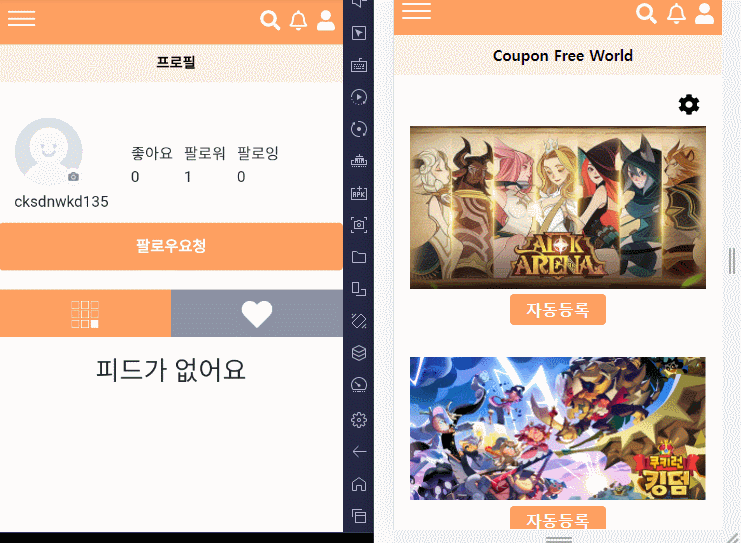 프로필
좋아요 팔로워 팔로잉
0 1 0
cksdnwkd135
팔로우요청
피드가 없어요
Coupon Free World
AFK
ARENA
자동등록
쿠키런
킹덤
자동등록